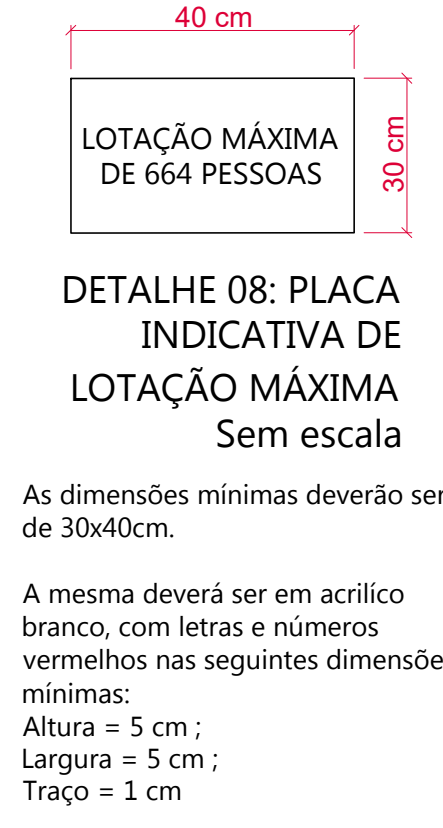 40 cm
LOTAÇÃO MÁXIMA
DE 664 PESSOAS
30 cm
DETALHE 08: PLACA
INDICATIVA DE
LOTAÇÃO MÁXIMA
Sem escala
As dimensões mínimas deverão ser
de 30x40cm.
A mesma deverá ser em acrilíco
branco, com letras e números
vermelhos nas seguintes dimensõe
mínimas:
Altura = 5 cm ;
Largura = 5 cm ;
Traço = 1 cm